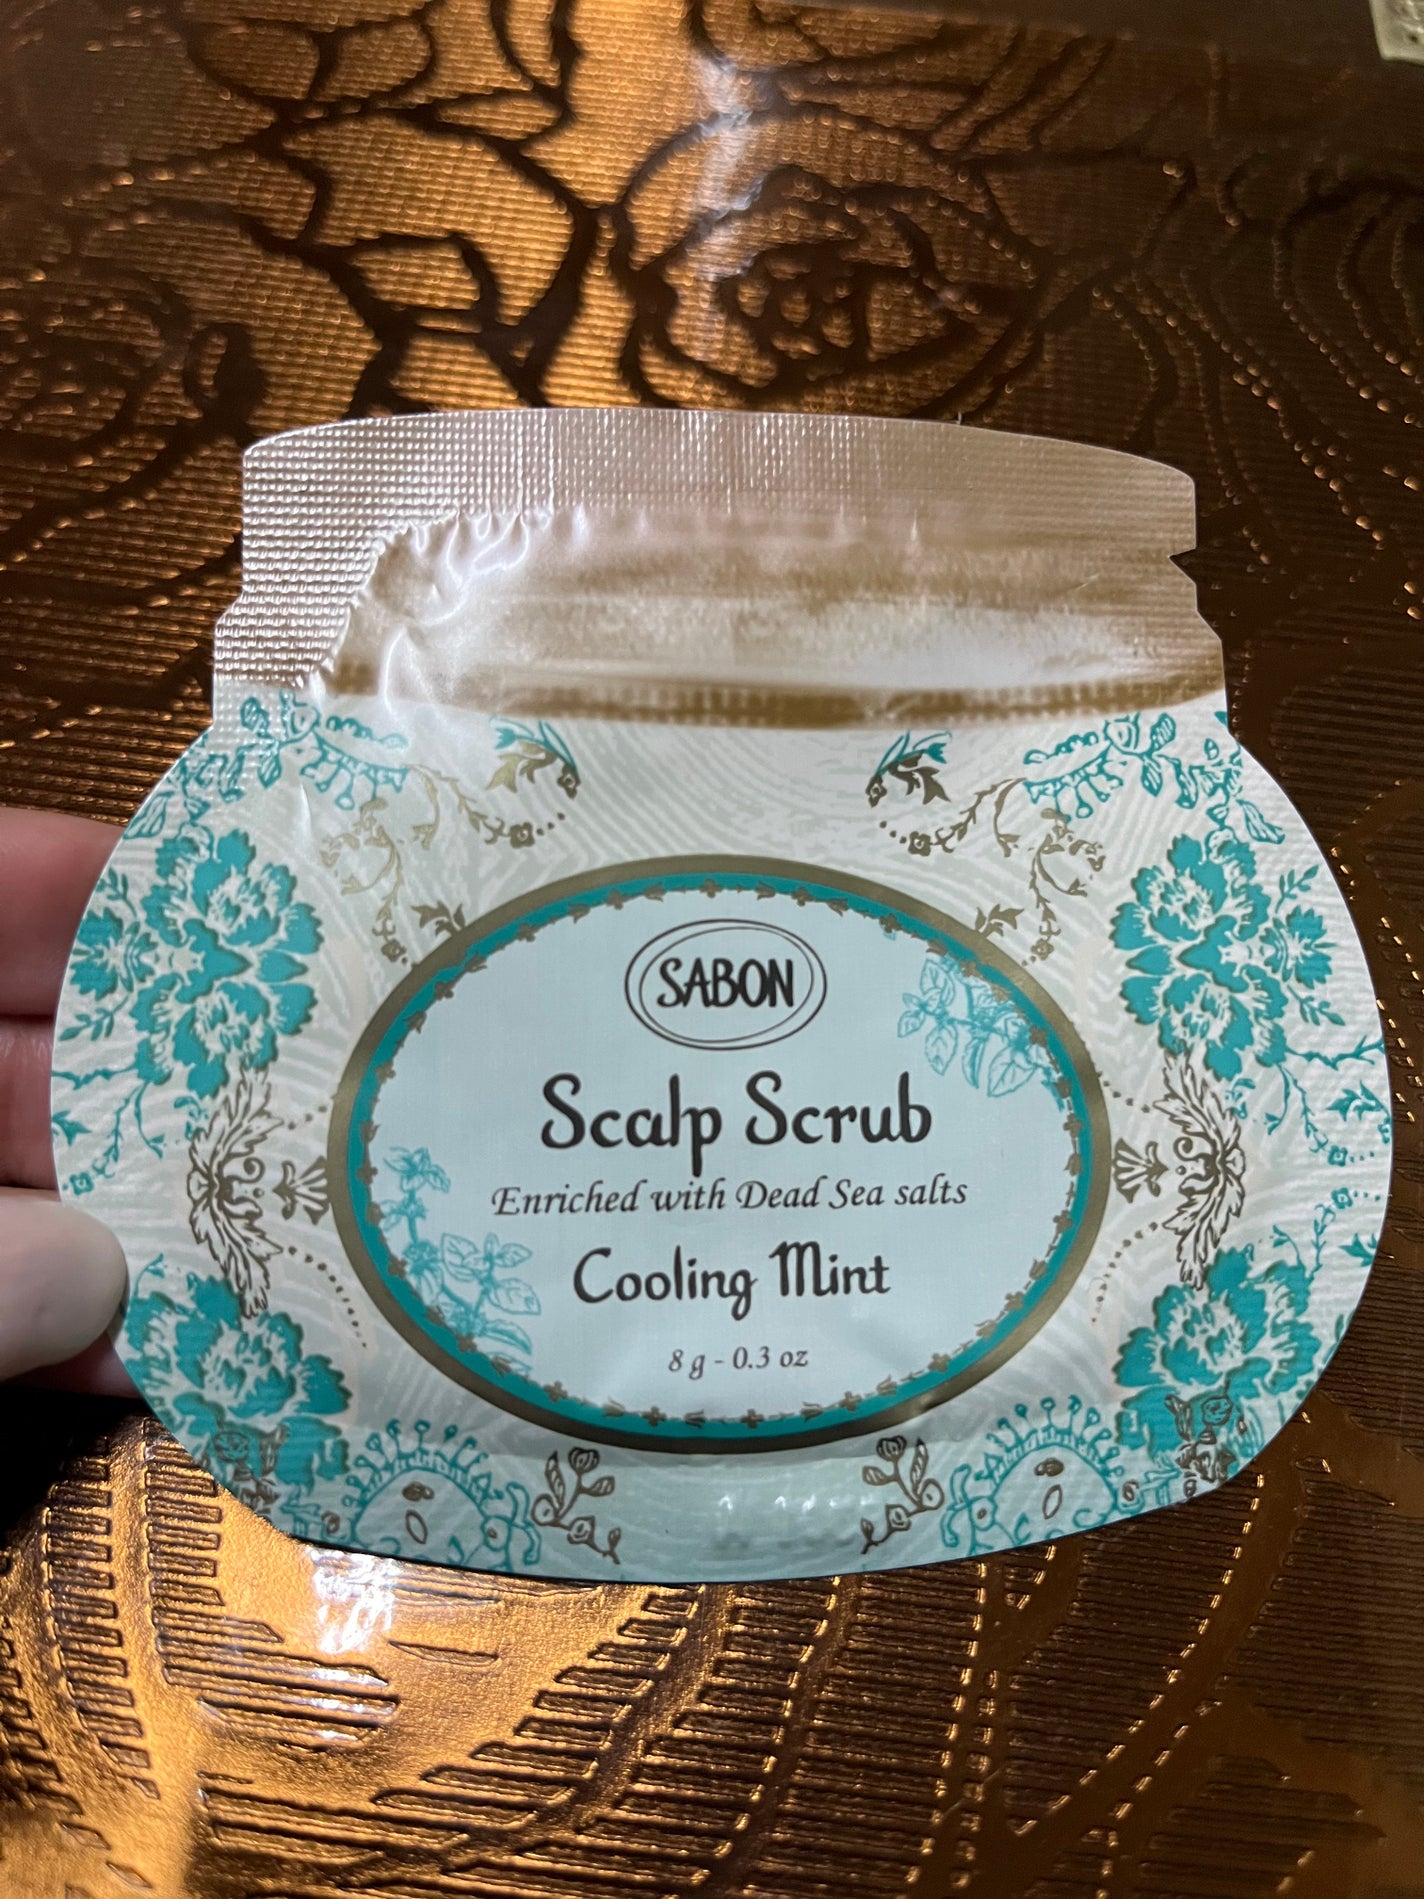 SABON
Scalp Scrub
Enriched with Dead Sea salts
Cooling Mint
8 g - 0.3 oz